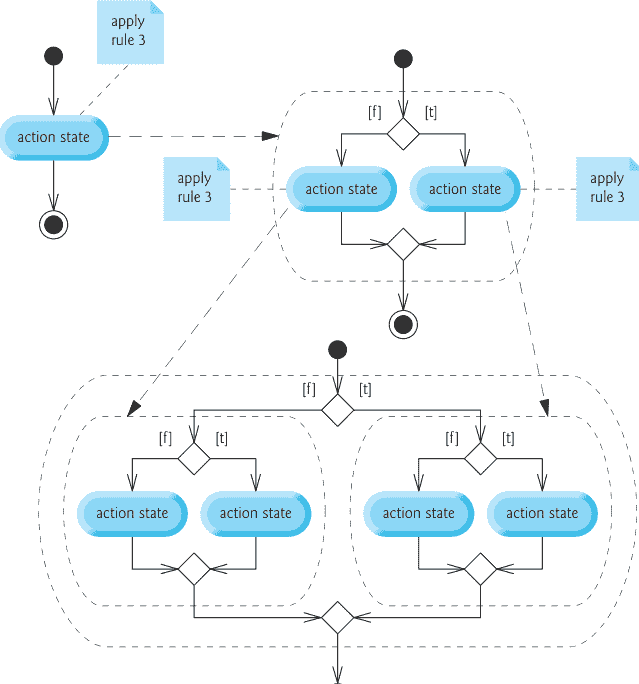 apply
rule 3
action state
[f] [t]
apply
rule 3
action state
action state
apply
rule 3
[f] [t]
[f] [t]
[f] [t]
action state
action state
action state
action state